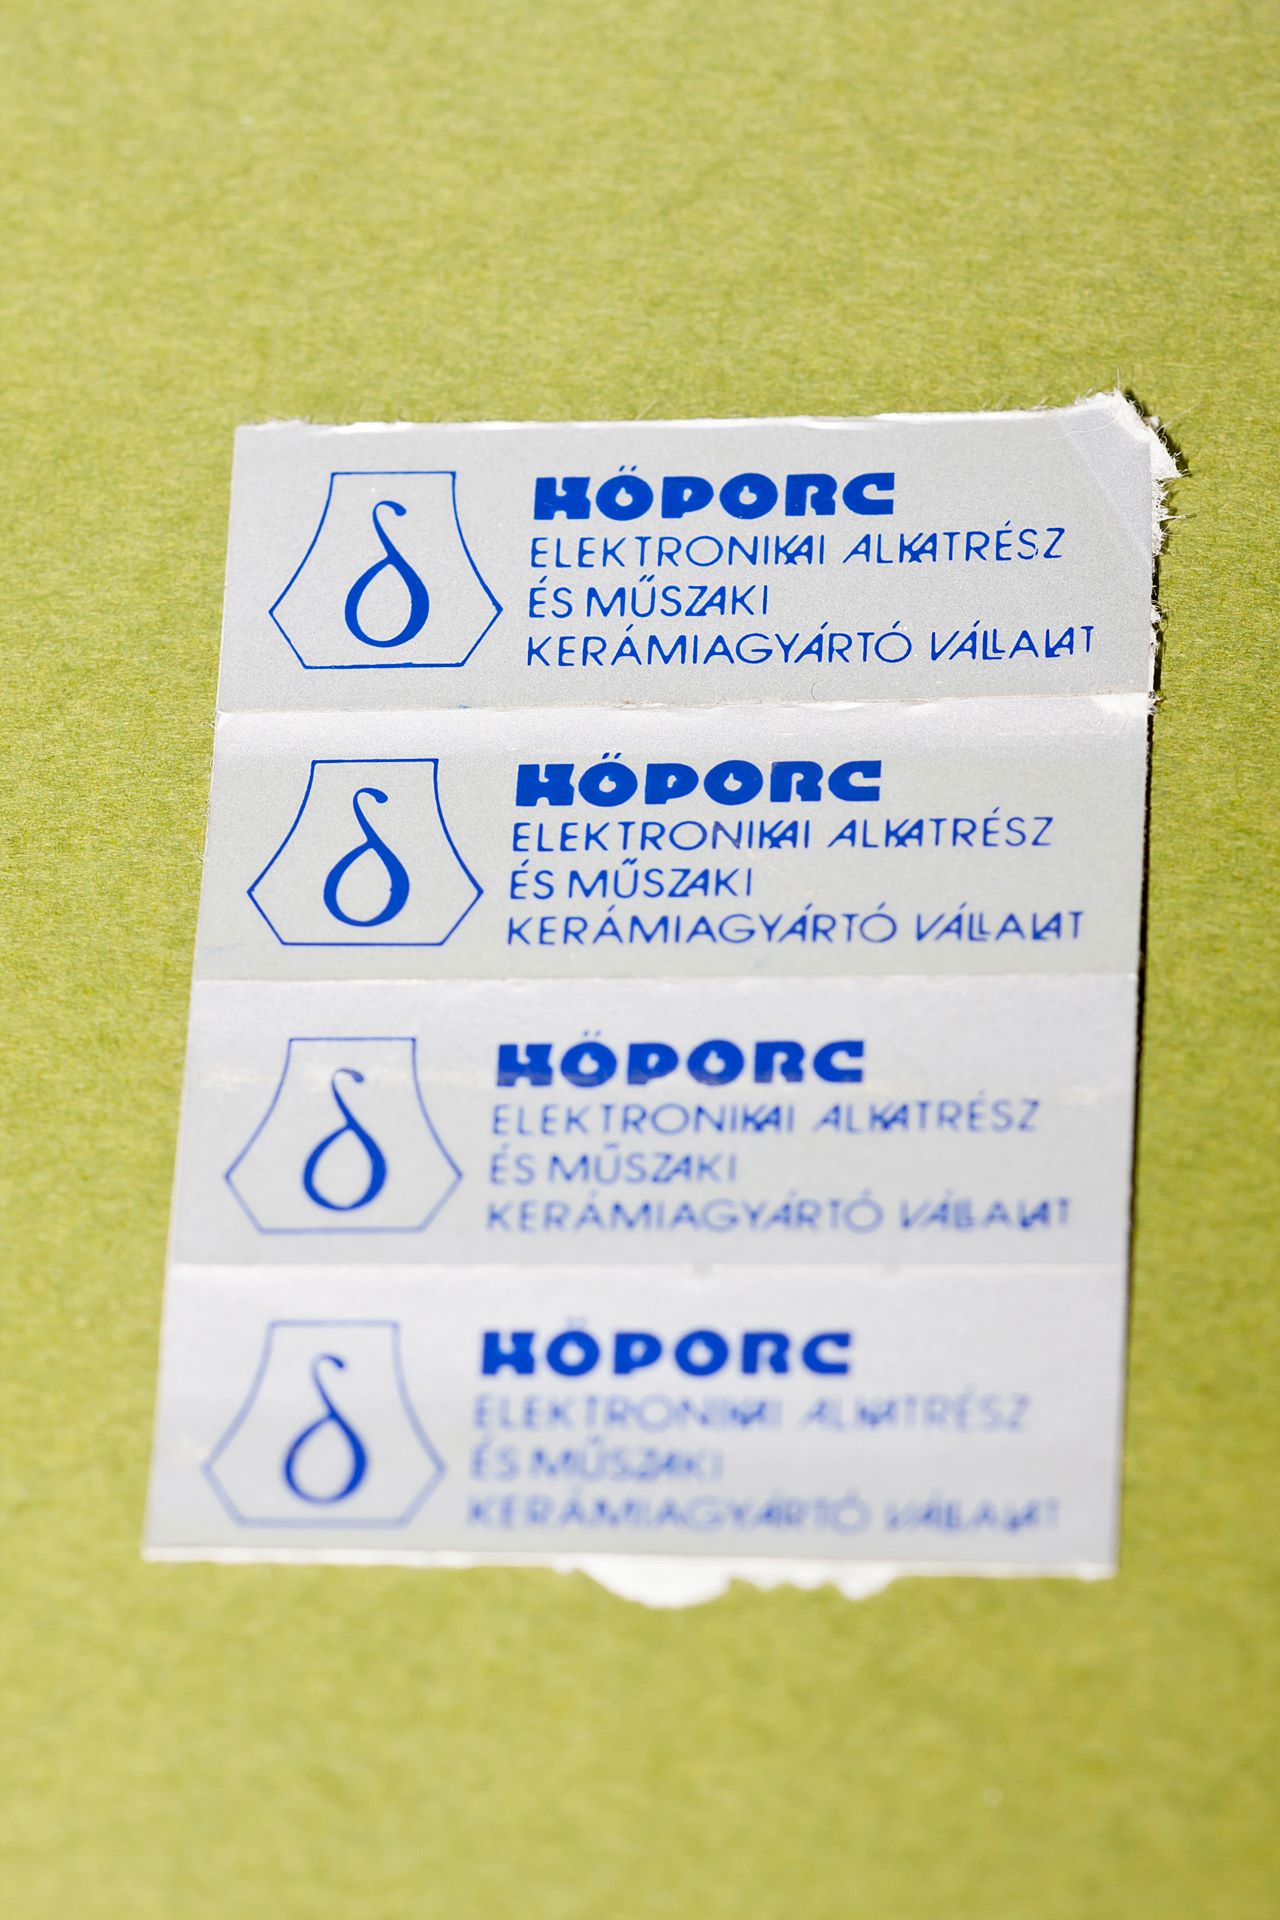 HŐPORC
ELEKTRONIKAI ALKATRÉSZ
ÉS MŰSZAKI
KERÁMIAGYÁRTÓ VÁLLALAT
HŐPORC
ELEKTRONIKAI ALKATRÉSZ
ÉS MŰSZAKI
KERÁMIAGYÁRTÓ VÁLLALAT
HŐPORC
ELEKTRONIKAI ALKATRÉSZ
ÉS MŰSZAKI
KERÁMIAGYÁRTÓ VÁLLALAT
HŐPORC
ELEKTRONIKAI ALKATRÉSZ
ÉS MŰSZAKI
KERÁMIAGYÁRTÓ VÁLLALAT